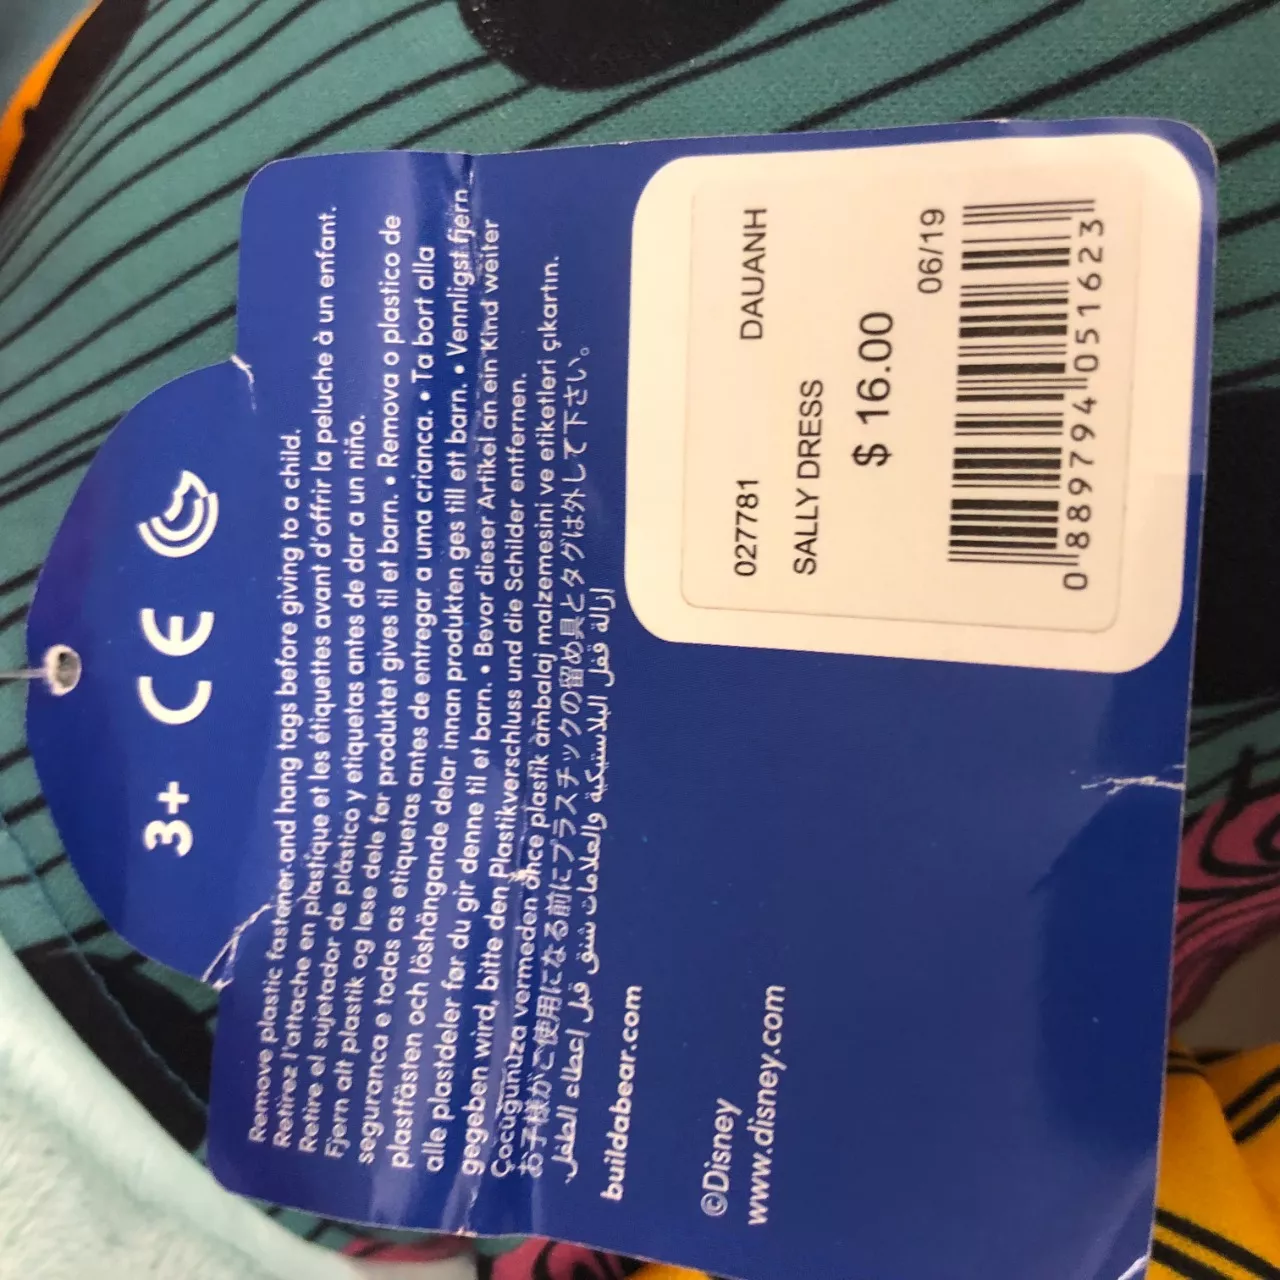 3+ CE
Remove plastic fastener and hang tags before giving to a child.
Retirez l'attache en plastique et les étiquettes avant d'offrir la peluche à un enfant.
Retire el sujetador de plástico y etiquetas antes de dar a un niño.
Fjern alt plastik og løse dele før produktet gives til et barn. • Remova o plastico de
seguranca e todas as etiquetas antes de entregar a uma crianca. • Ta bort alla
plastfästen och löshängande delar innan produkten ges till ett barn. • Vennligst fjern
alle plastdeler før du gir denne til et barn. • Bevor dieser Artikel an ein Kind weiter
gegeben wird, bitte den Plastikverschluss und die Schilder entfernen.
Çocuğunuza vermeden önce plastik ambalaj malzemesini ve etiketleri çıkartın.
お子様がご使用になる前にプラスチックの留め具とタグは外して下さい。
إزالة قفل البلاستيكية والعلامات شنق قبل إعطاء الطفل.
buildabear.com
©Disney
www.disney.com
027781 DAUANH
SALLY DRESS
$ 16.00
06/19
0 889794 051623